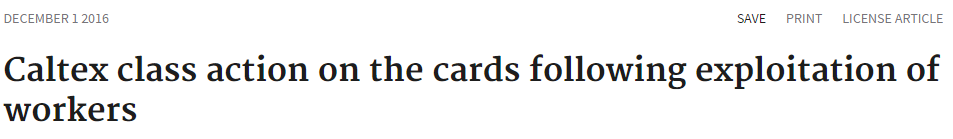 DECEMBER 1 2016 SAVE PRINT LICENSE ARTICLE
Caltex class action on the cards following exploitation of
workers